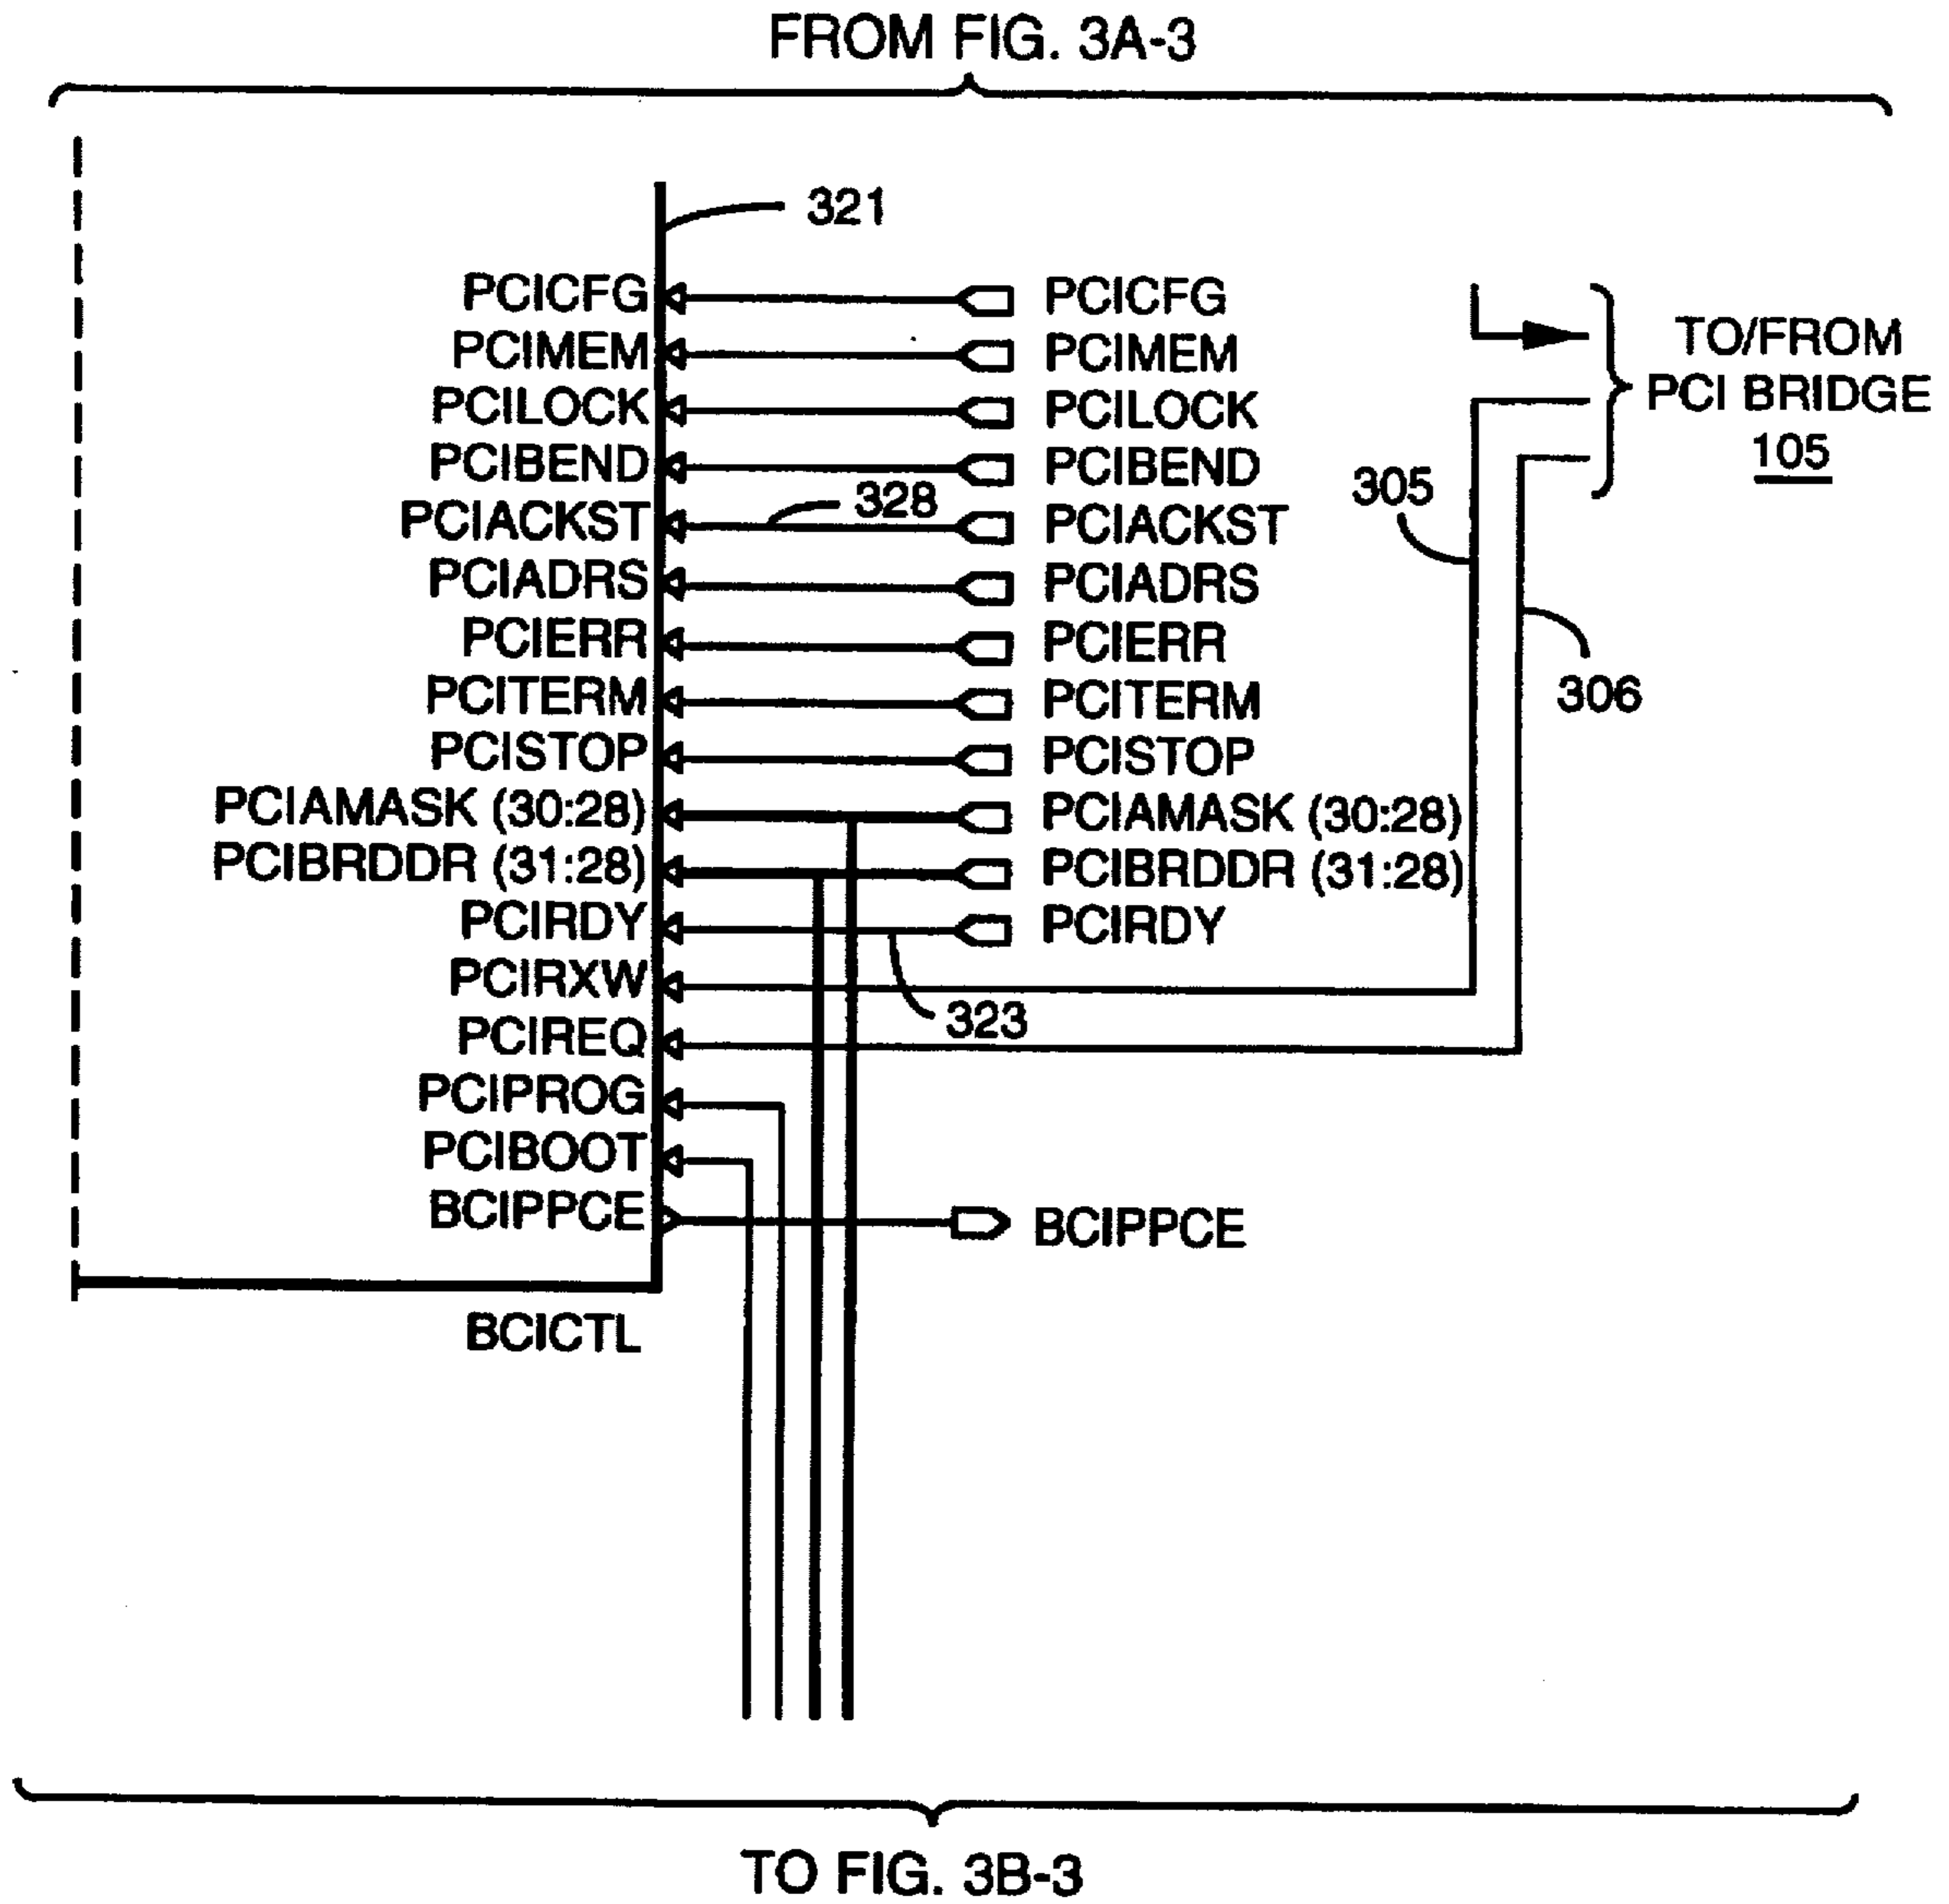 FROM FIG. 3A-3
321
PCICFG PCICFG
PCIMEM PCIMEM
PCILOCK PCILOCK
PCIBEND PCIBEND
PCIACKST 328 PCIACKST
PCIADRS PCIADRS
PCIERR PCIERR
PCITERM PCITERM
PCISTOP PCISTOP
PCIAMASK (30:28) PCIAMASK (30:28)
PCIBRDDR (31:28) PCIBRDDR (31:28)
PCIRDY PCIRDY
PCIRXW
323
PCIREQ
PCIPROG
PCIBOOT
BCIPPCE BCIPPCE
BCICTL
TO/FROM
PCI BRIDGE
105
305
306
TO FIG. 3B-3